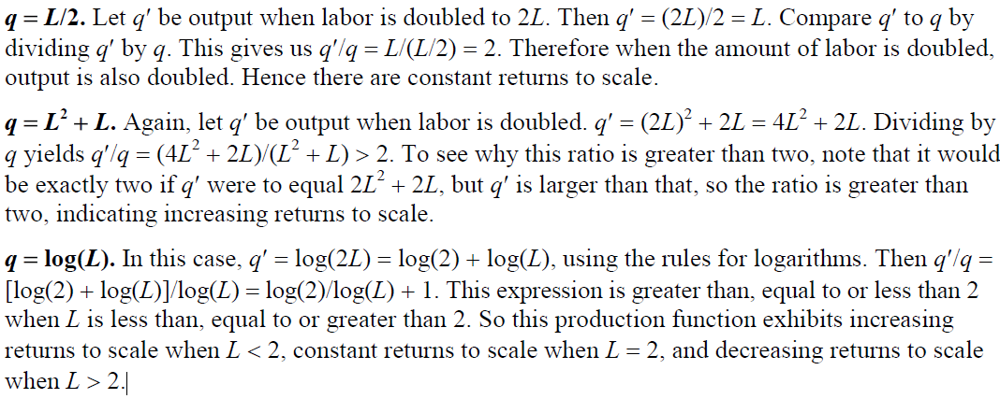 q = L/2. Let q′ be output when labor is doubled to 2L. Then q′ = (2L)/2 = L. Compare q′ to q by
dividing q′ by q. This gives us q′/q = L/(L/2) = 2. Therefore when the amount of labor is doubled,
output is also doubled. Hence there are constant returns to scale.
q = L² + L. Again, let q′ be output when labor is doubled. q′ = (2L)² + 2L = 4L² + 2L. Dividing by
q yields q′/q = (4L² + 2L)/(L² + L) > 2. To see why this ratio is greater than two, note that it would
be exactly two if q′ were to equal 2L² + 2L, but q′ is larger than that, so the ratio is greater than
two, indicating increasing returns to scale.
q = log(L). In this case, q′ = log(2L) = log(2) + log(L), using the rules for logarithms. Then q′/q =
[log(2) + log(L)]/log(L) = log(2)/log(L) + 1. This expression is greater than, equal to or less than 2
when L is less than, equal to or greater than 2. So this production function exhibits increasing
returns to scale when L < 2, constant returns to scale when L = 2, and decreasing returns to scale
when L > 2.